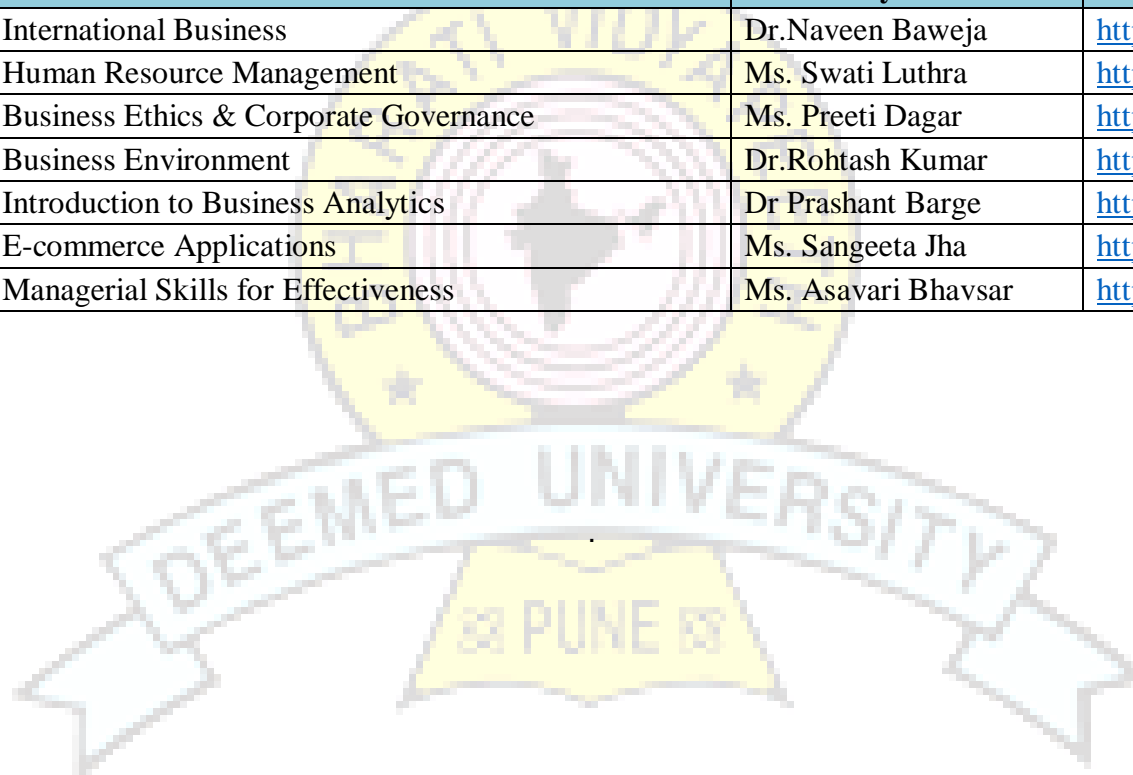 International Business Dr.Naveen Baweja htt
Human Resource Management Ms. Swati Luthra htt
Business Ethics & Corporate Governance Ms. Preeti Dagar htt
Business Environment Dr.Rohtash Kumar htt
Introduction to Business Analytics Dr Prashant Barge htt
E-commerce Applications Ms. Sangeeta Jha htt
Managerial Skills for Effectiveness Ms. Asavari Bhavsar htt
BHARATI VIDYAPEETH
DEEMED UNIVERSITY
.
PUNE